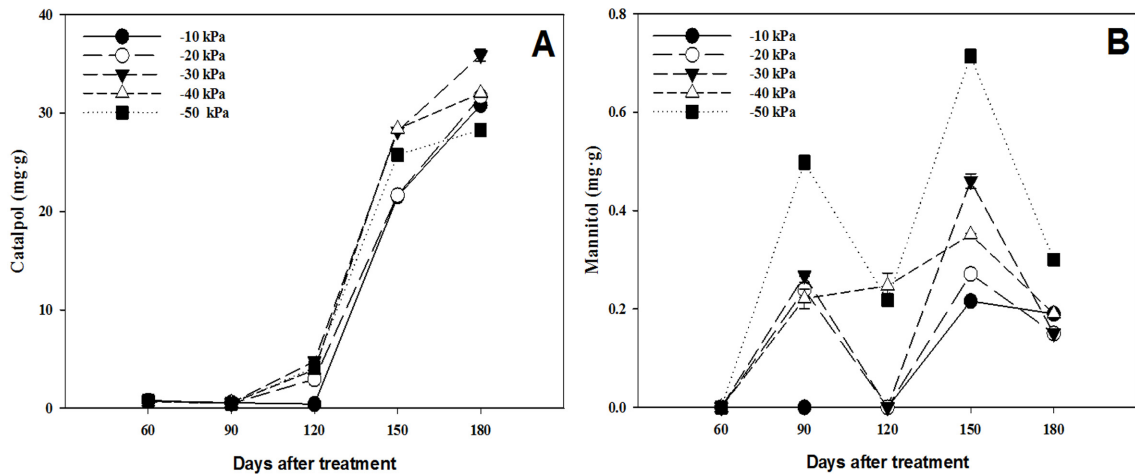 A
-10 kPa
-20 kPa
-30 kPa
-40 kPa
-50 kPa
Catalpol (mg·g)
40
30
20
10
0
60 90 120 150 180
Days after treatment
B
-10 kPa
-20 kPa
-30 kPa
-40 kPa
-50 kPa
Mannitol (mg·g)
0.8
0.6
0.4
0.2
0.0
60 90 120 150 180
Days after treatment